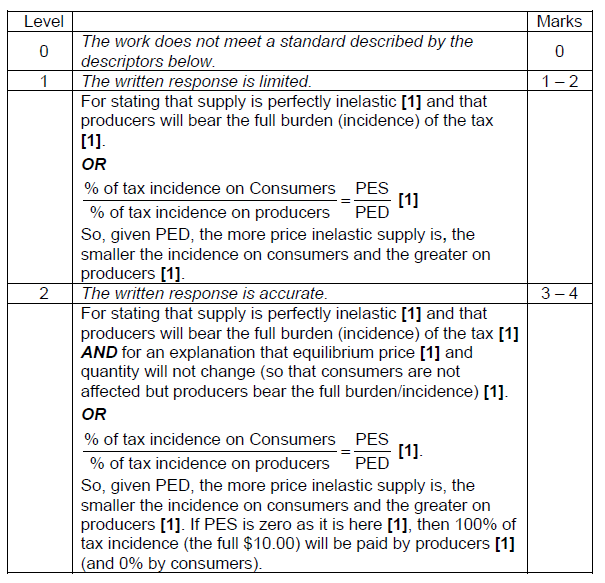 Level Marks
0 The work does not meet a standard described by the 0
descriptors below.
1 The written response is limited. 1 – 2
For stating that supply is perfectly inelastic [1] and that
producers will bear the full burden (incidence) of the tax
[1].
OR
% of tax incidence on Consumers / % of tax incidence on producers = PES / PED [1]
So, given PED, the more price inelastic supply is, the
smaller the incidence on consumers and the greater on
producers [1].
2 The written response is accurate. 3 – 4
For stating that supply is perfectly inelastic [1] and that
producers will bear the full burden (incidence) of the tax [1]
AND for an explanation that equilibrium price [1] and
quantity will not change (so that consumers are not
affected but producers bear the full burden/incidence) [1].
OR
% of tax incidence on Consumers / % of tax incidence on producers = PES / PED [1].
So, given PED, the more price inelastic supply is, the
smaller the incidence on consumers and the greater on
producers [1]. If PES is zero as it is here [1], then 100% of
tax incidence (the full $10.00) will be paid by producers [1]
(and 0% by consumers).